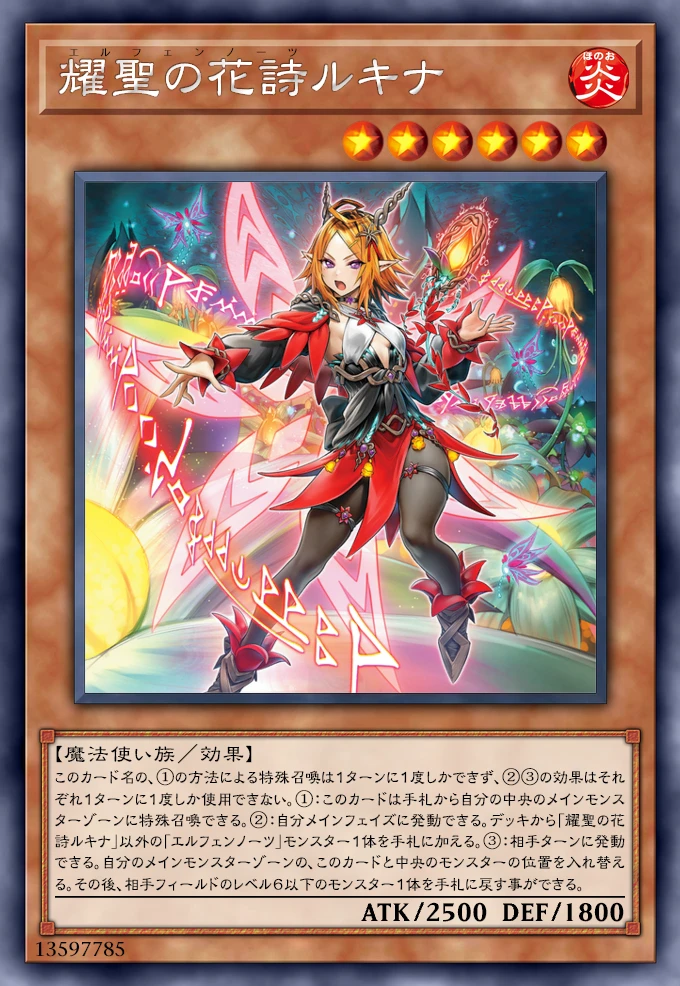 エルフェンノーツ
耀聖の花詩ルキナ
ほのお
炎
【魔法使い族／効果】
このカード名の、①の方法による特殊召喚は1ターンに1度しかできず、②③の効果はそれ
ぞれ1ターンに1度しか使用できない。①：このカードは手札から自分の中央のメインモンス
ターゾーンに特殊召喚できる。②：自分メインフェイズに発動できる。デッキから「耀聖の花
詩ルキナ」以外の「エルフェンノーツ」モンスター1体を手札に加える。③：相手ターンに発動
できる。自分のメインモンスターゾーンの、このカードと中央のモンスターの位置を入れ替え
る。その後、相手フィールドのレベル6以下のモンスター1体を手札に戻す事ができる。
ATK/2500 DEF/1800
13597785